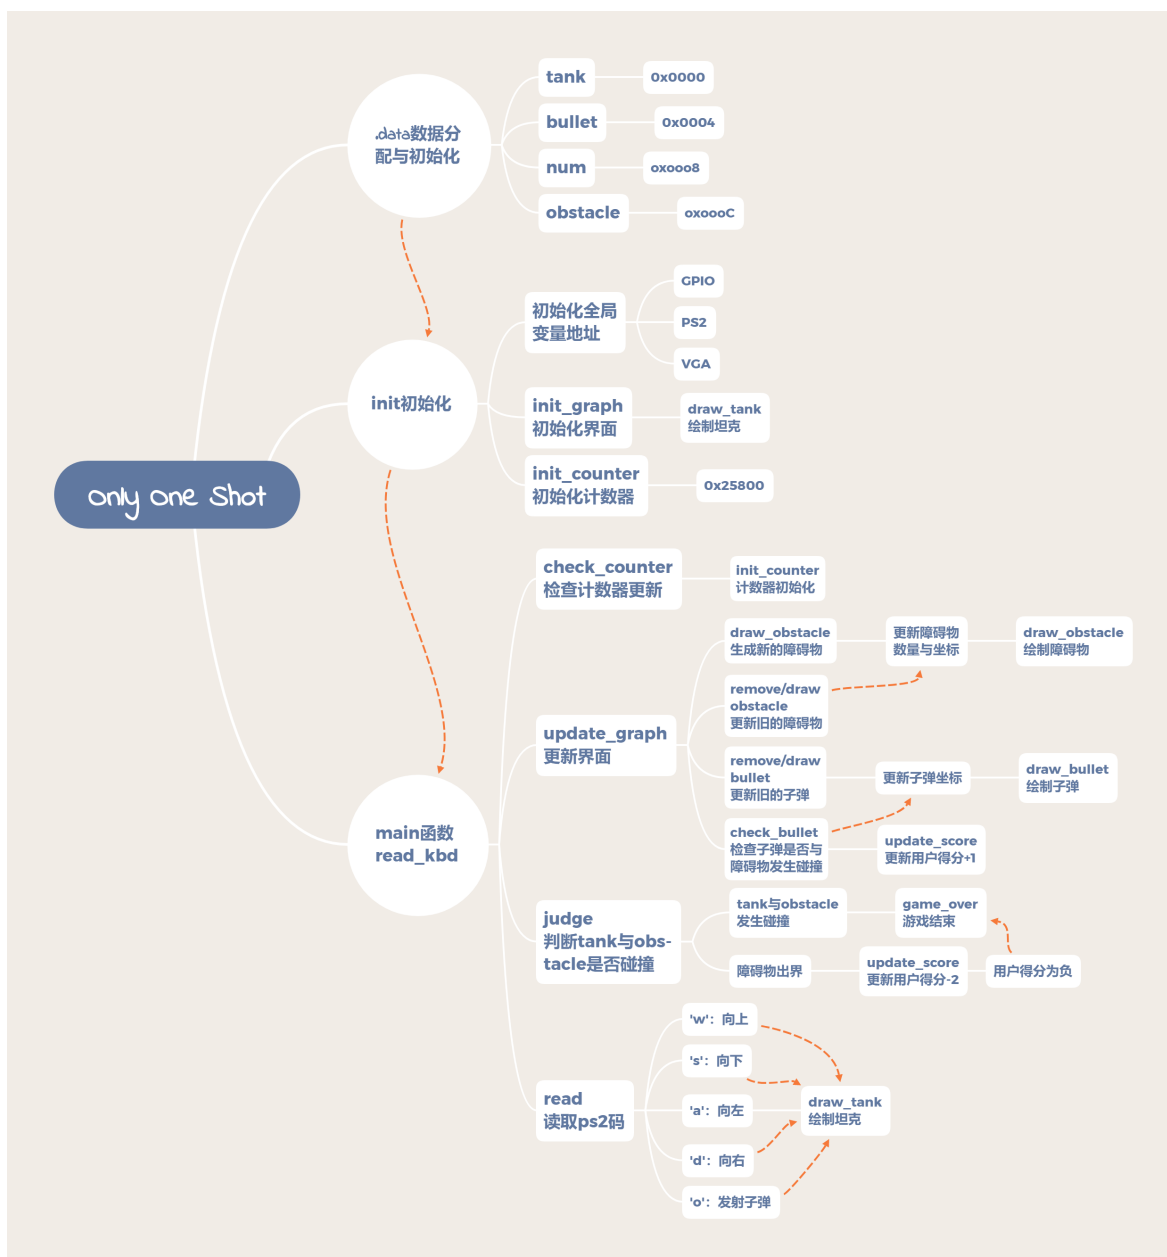 Only One Shot
.data数据分
配与初始化
tank
0x0000
bullet
0x0004
num
oxooo8
obstacle
oxoooC
init初始化
初始化全局
变量地址
GPIO
PS2
VGA
init_graph
初始化界面
draw_tank
绘制坦克
init_counter
初始化计数器
0x25800
main函数
read_kbd
check_counter
检查计数器更新
init_counter
计数器初始化
update_graph
更新界面
draw_obstacle
生成新的障碍物
更新障碍物
数量与坐标
draw_obstacle
绘制障碍物
remove/draw
obstacle
更新旧的障碍物
remove/draw
bullet
更新旧的子弹
更新子弹坐标
draw_bullet
绘制子弹
check_bullet
检查子弹是否与
障碍物发生碰撞
update_score
更新用户得分+1
judge
判断tank与obs-
tacle是否碰撞
tank与obstacle
发生碰撞
game_over
游戏结束
障碍物出界
update_score
更新用户得分-2
用户得分为负
read
读取ps2码
'w'：向上
's'：向下
'a'：向左
'd'：向右
'o'：发射子弹
draw_tank
绘制坦克